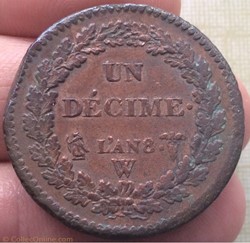 UN
DÉCIME.
L'AN 8.
W